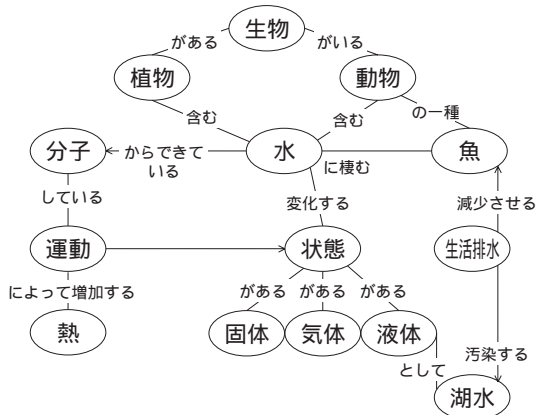 生物
がある
がいる
植物
動物
含む
含む
の一種
分子
からできて
いる
水
に棲む
魚
している
変化する
減少させる
運動
状態
生活排水
によって増加する
がある
がある
がある
熱
固体
気体
液体
汚染する
として
湖水